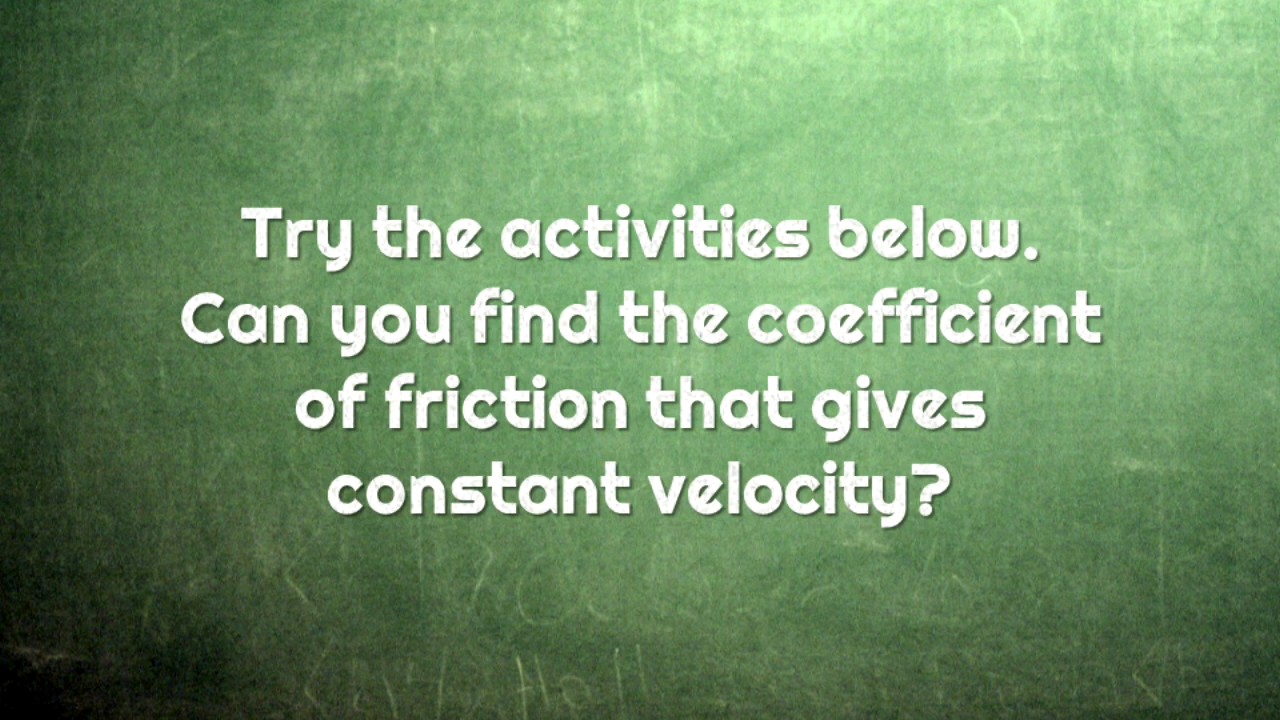 Try the activities below.
Can you find the coefficient
of friction that gives
constant velocity?